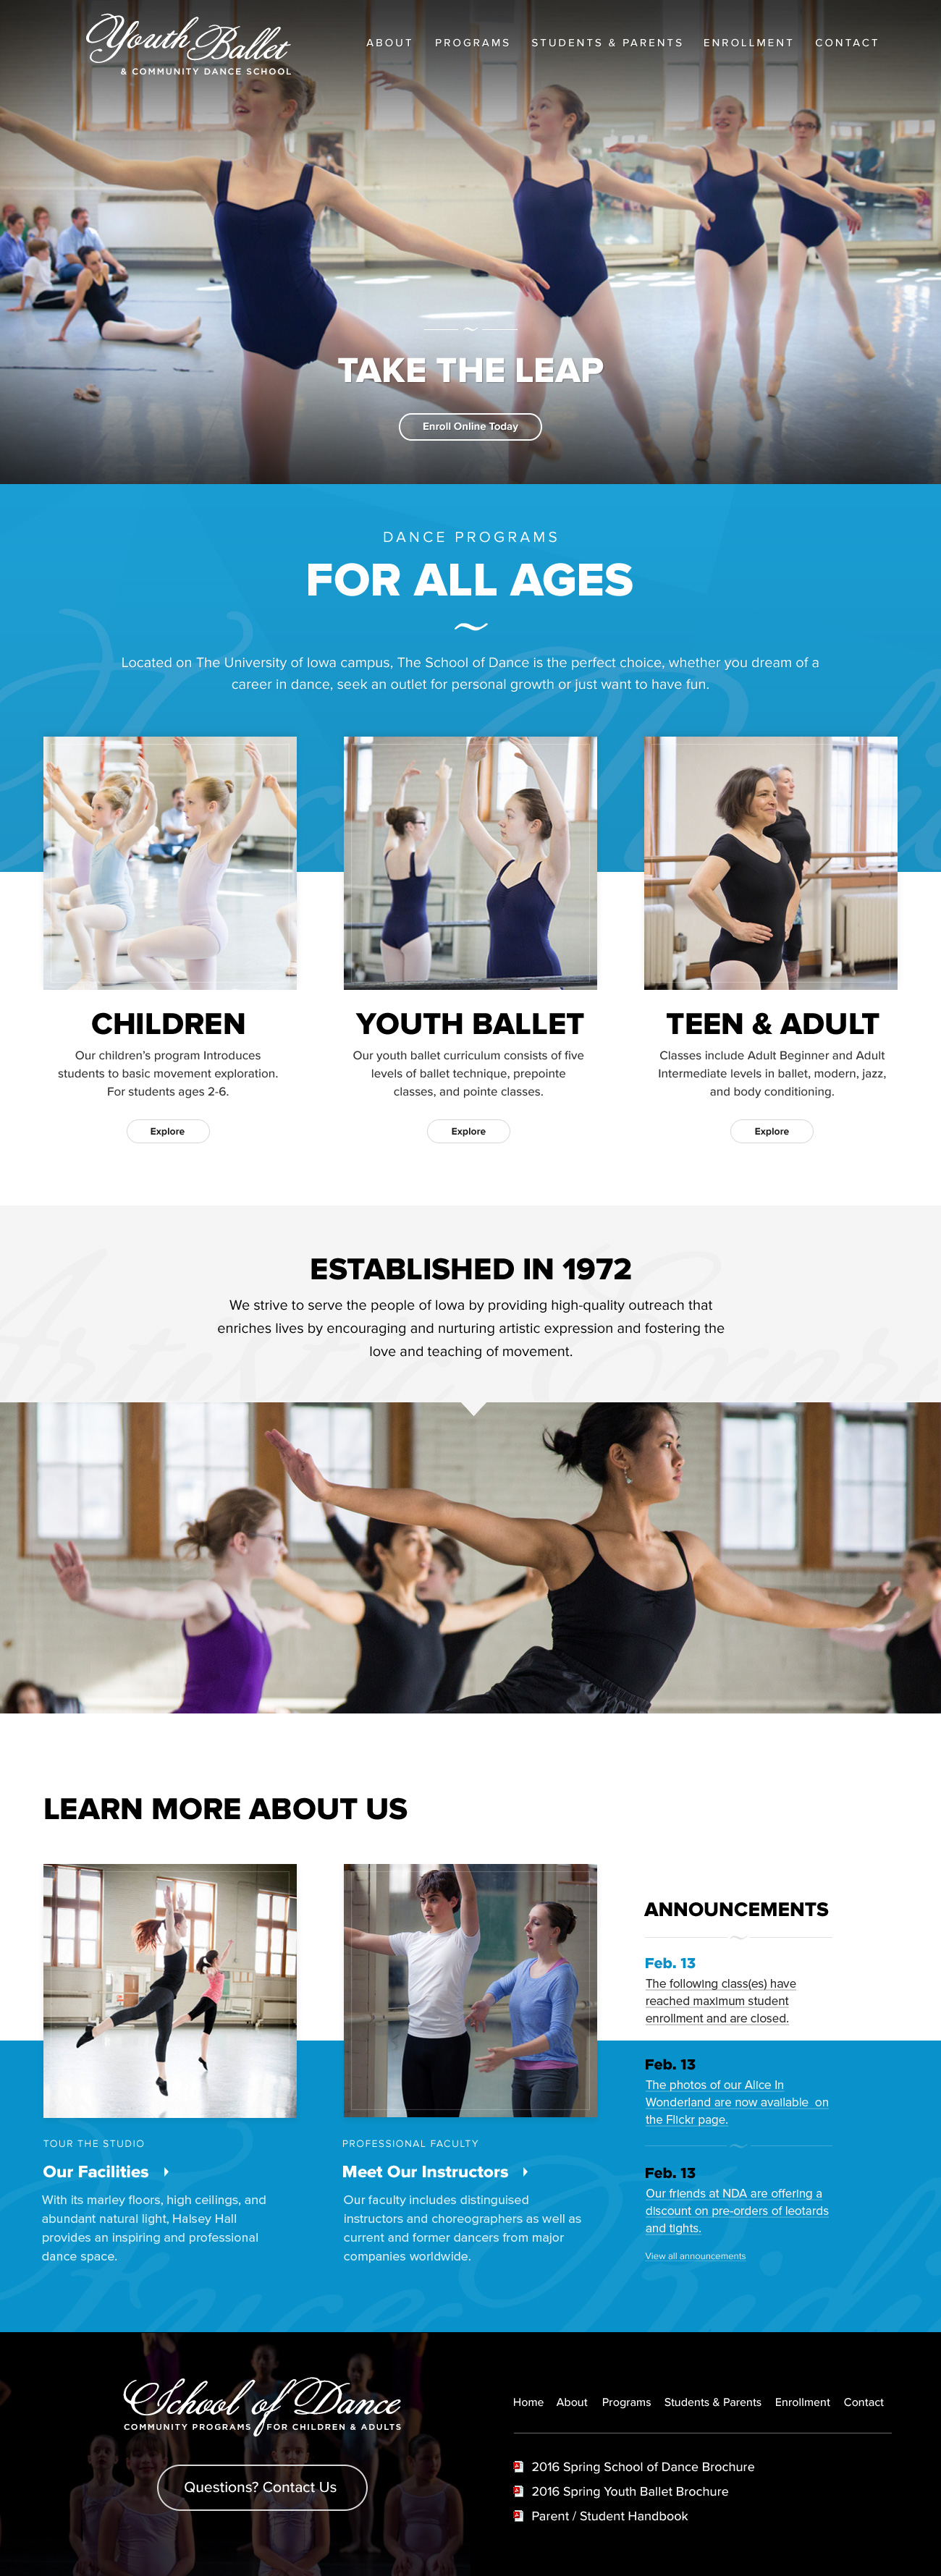 Youth Ballet
& COMMUNITY DANCE SCHOOL
ABOUT PROGRAMS STUDENTS & PARENTS ENROLLMENT CONTACT
TAKE THE LEAP
Enroll Online Today
DANCE PROGRAMS
FOR ALL AGES
Located on The University of Iowa campus, The School of Dance is the perfect choice, whether you dream of a
career in dance, seek an outlet for personal growth or just want to have fun.
CHILDREN
Our children's program Introduces
students to basic movement exploration.
For students ages 2-6.
Explore
YOUTH BALLET
Our youth ballet curriculum consists of five
levels of ballet technique, prepointe
classes, and pointe classes.
Explore
TEEN & ADULT
Classes include Adult Beginner and Adult
Intermediate levels in ballet, modern, jazz,
and body conditioning.
Explore
ESTABLISHED IN 1972
We strive to serve the people of Iowa by providing high-quality outreach that
enriches lives by encouraging and nurturing artistic expression and fostering the
love and teaching of movement.
LEARN MORE ABOUT US
TOUR THE STUDIO
Our Facilities
With its marley floors, high ceilings, and
abundant natural light, Halsey Hall
provides an inspiring and professional
dance space.
PROFESSIONAL FACULTY
Meet Our Instructors
Our faculty includes distinguised
instructors and choreographers as well as
current and former dancers from major
companies worldwide.
ANNOUNCEMENTS
Feb. 13
The following class(es) have
reached maximum student
enrollment and are closed.
Feb. 13
The photos of our Alice In
Wonderland are now available on
the Flickr page.
Feb. 13
Our friends at NDA are offering a
discount on pre-orders of leotards
and tights.
View all announcements
School of Dance
COMMUNITY PROGRAMS FOR CHILDREN & ADULTS
Questions? Contact Us
Home About Programs Students & Parents Enrollment Contact
2016 Spring School of Dance Brochure
2016 Spring Youth Ballet Brochure
Parent / Student Handbook